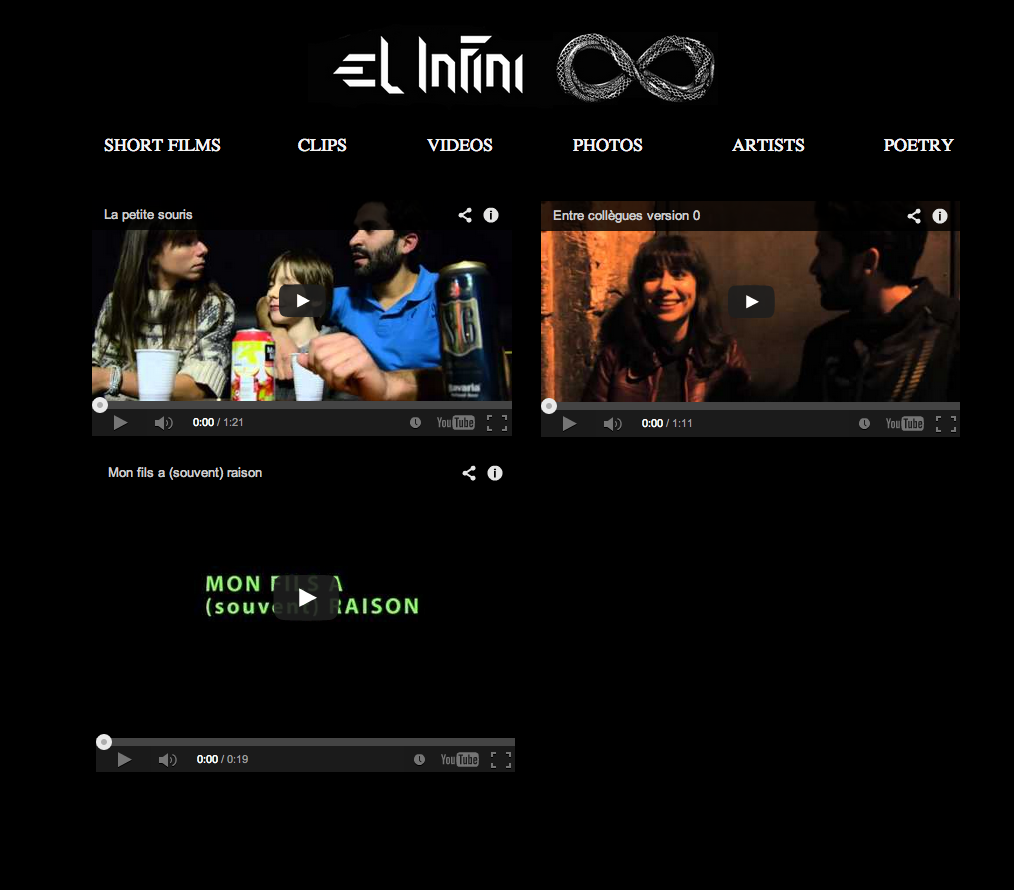 EL INFINI
SHORT FILMS CLIPS VIDEOS PHOTOS ARTISTS POETRY
La petite souris
0:00 / 1:21
YouTube
Entre collègues version 0
Bavaria
0:00 / 1:11
YouTube
Mon fils a (souvent) raison
MON FILS A
(souvent) RAISON
0:00 / 0:19
YouTube